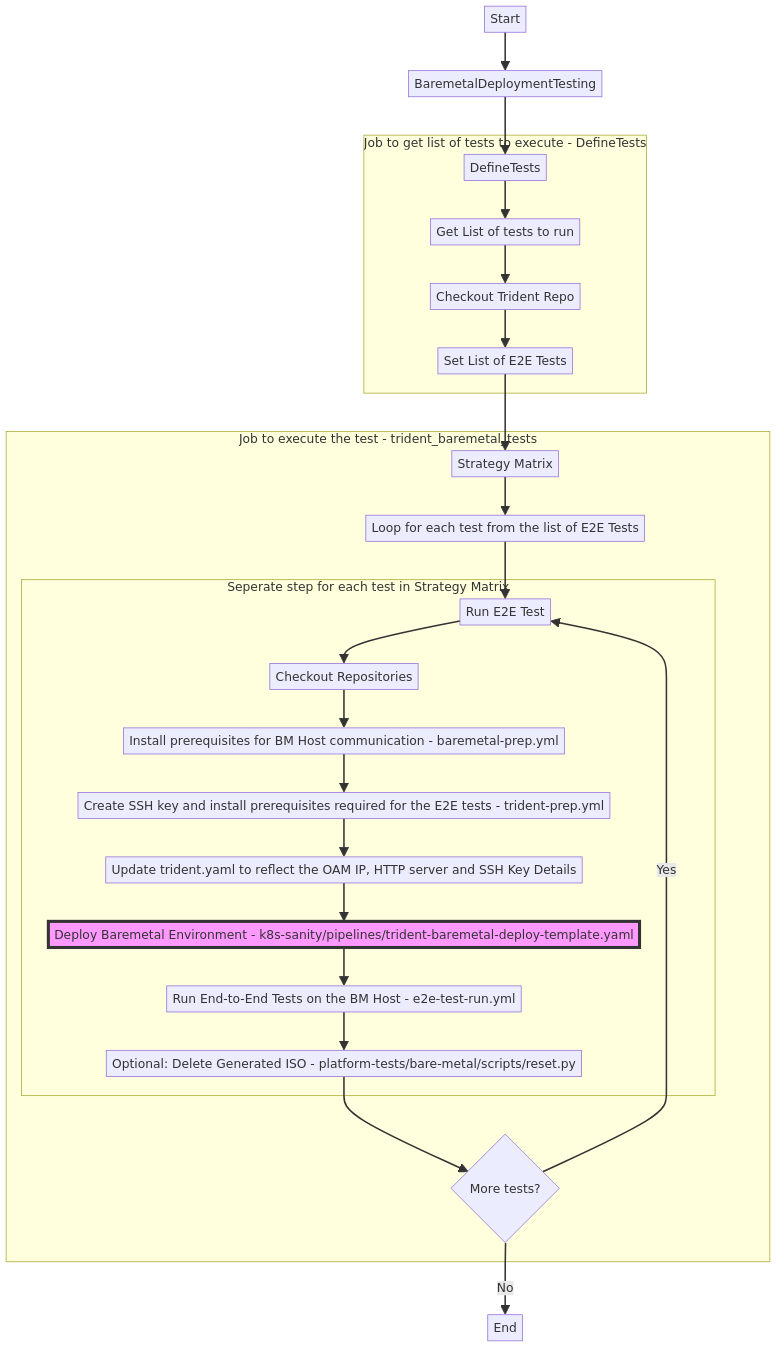 Start
BaremetalDeploymentTesting
Job to get list of tests to execute - DefineTests
DefineTests
Get List of tests to run
Checkout Trident Repo
Set List of E2E Tests
Job to execute the test - trident_baremetal_tests
Strategy Matrix
Loop for each test from the list of E2E Tests
Seperate step for each test in Strategy Matrix
Run E2E Test
Checkout Repositories
Install prerequisites for BM Host communication - baremetal-prep.yml
Create SSH key and install prerequisites required for the E2E tests - trident-prep.yml
Update trident.yaml to reflect the OAM IP, HTTP server and SSH Key Details
Yes
Deploy Baremetal Environment - k8s-sanity/pipelines/trident-baremetal-deploy-template.yaml
Run End-to-End Tests on the BM Host - e2e-test-run.yml
Optional: Delete Generated ISO - platform-tests/bare-metal/scripts/reset.py
More tests?
No
End